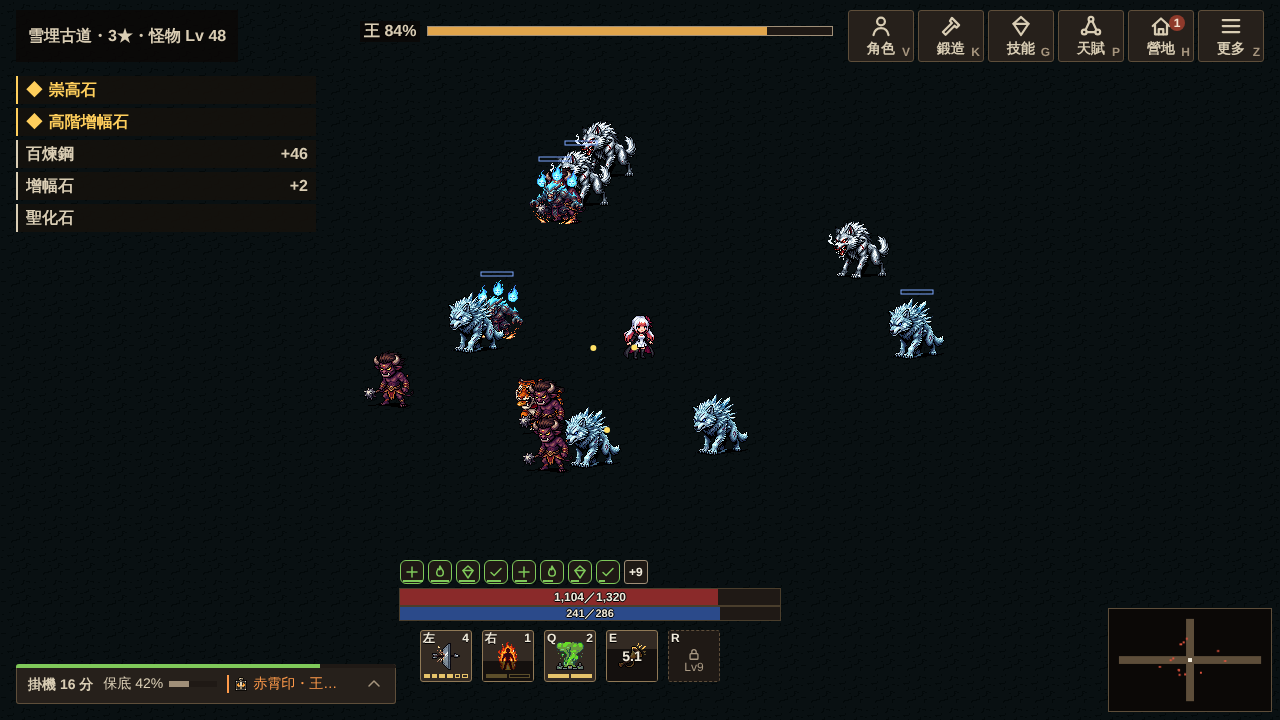 雪埋古道・3★・怪物 Lv 48
王 84%
角色 V
鍛造 K
技能 G
天賦 P
營地 H 1
更多 Z
崇高石
高階增幅石
百煉鋼 +46
增幅石 +2
聖化石
+9
1,104／1,320
241／286
左 4
右 1
Q 2
E 5.1
R Lv9
掛機 16 分 保底 42% 赤霄印・王…